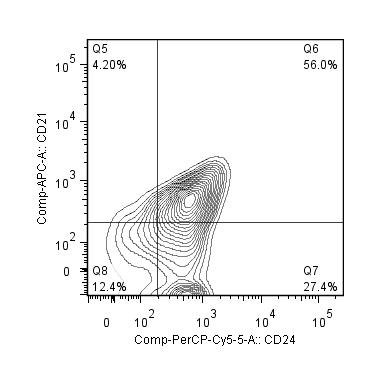 Q5
4.20%
Q6
56.0%
10^5
10^4
10^3
10^2
0
Comp-APC-A:: CD21
Q8
12.4%
Q7
27.4%
0 10^2 10^3 10^4 10^5
Comp-PerCP-Cy5-5-A:: CD24